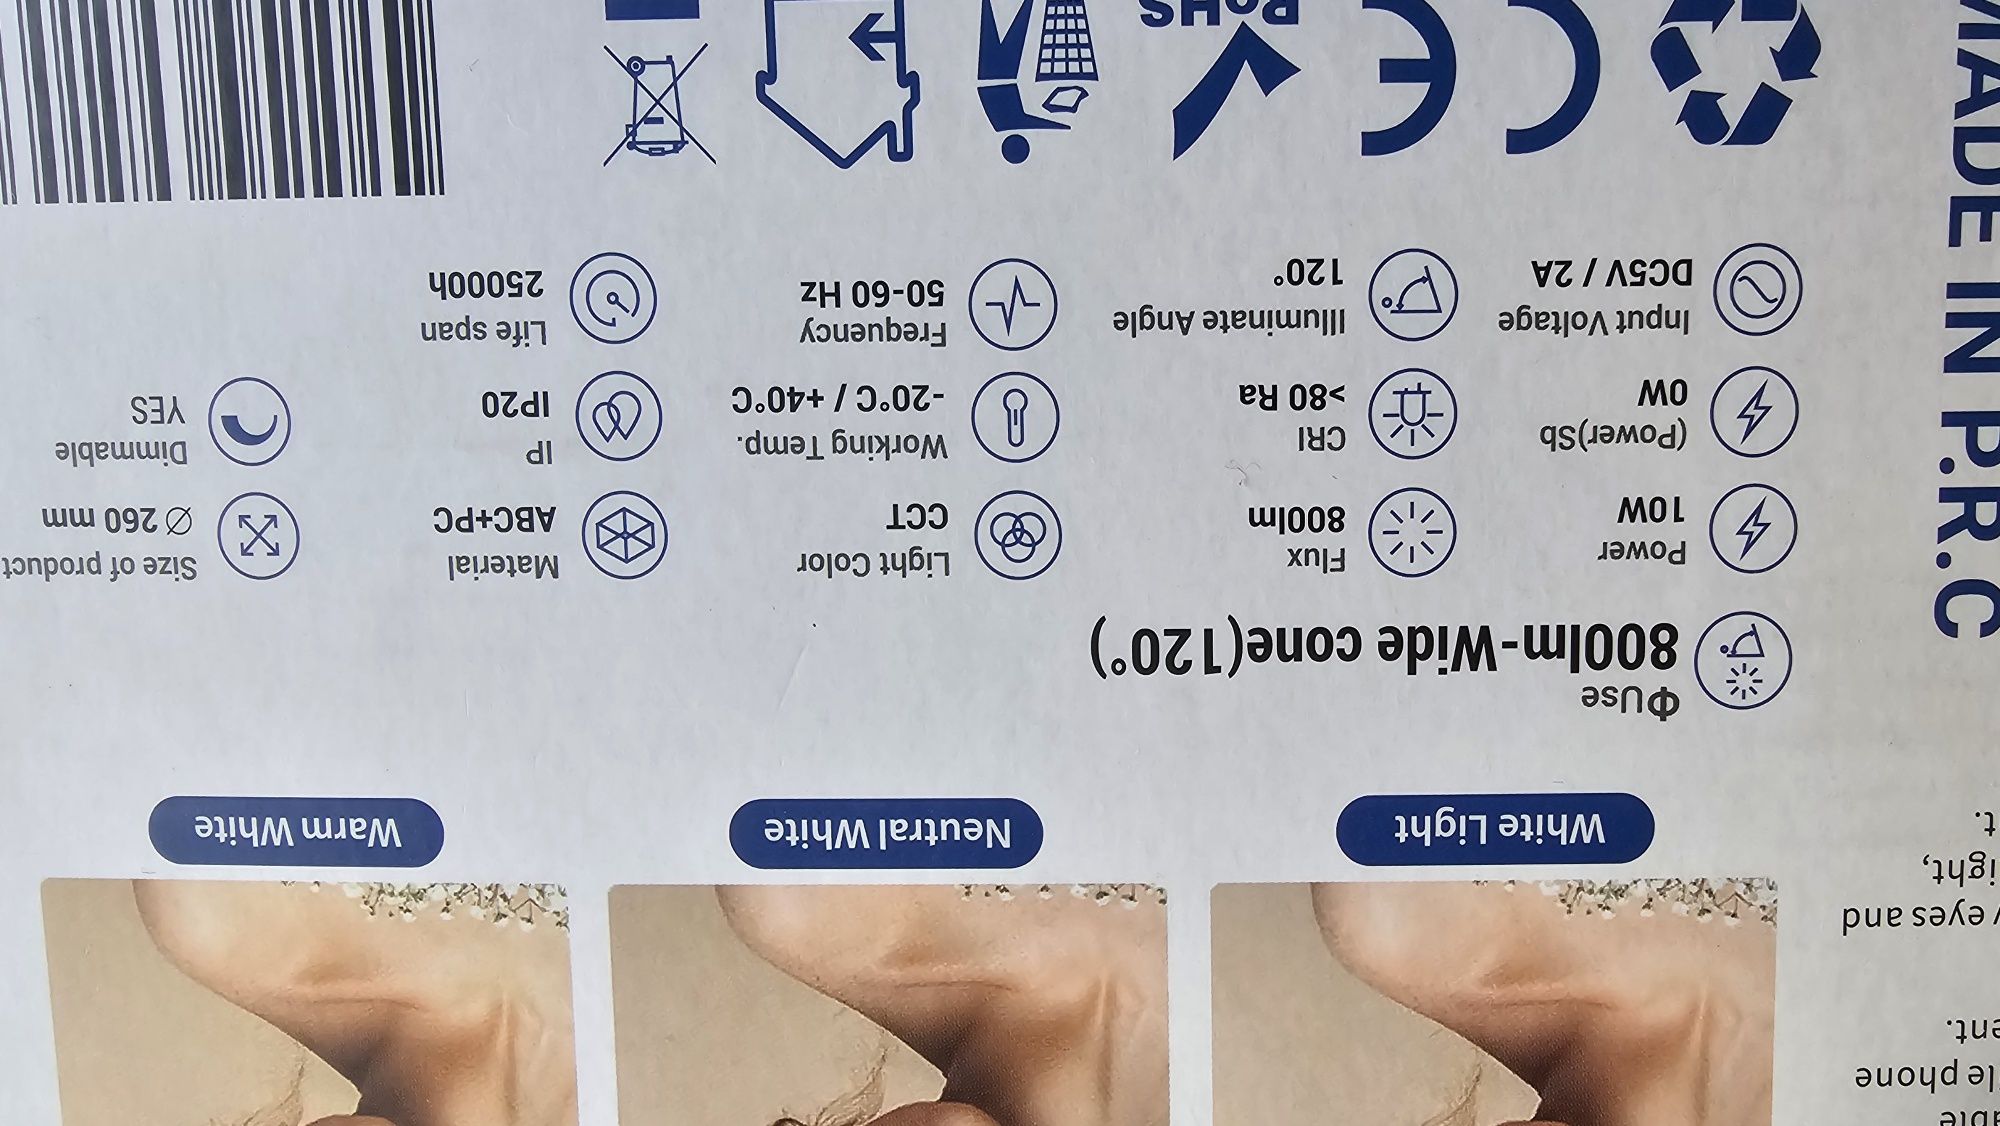 able
le phone
ent.
eyes and
ight,
t.
White Light
Neutral White
Warm White
ΦUse
800lm-Wide cone(120°)
Power
10W
Flux
800lm
Light Color
CCT
Material
ABC+PC
Size of product
Ø 260 mm
(Power)Sb
0W
CRI
>80 Ra
Working Temp.
-20°C / +40°C
IP
IP20
Dimmable
YES
Input Voltage
DC5V / 2A
Illuminate Angle
120°
Frequency
50-60 Hz
Life span
25000h
CE
RoHS
MADE IN P.R.C